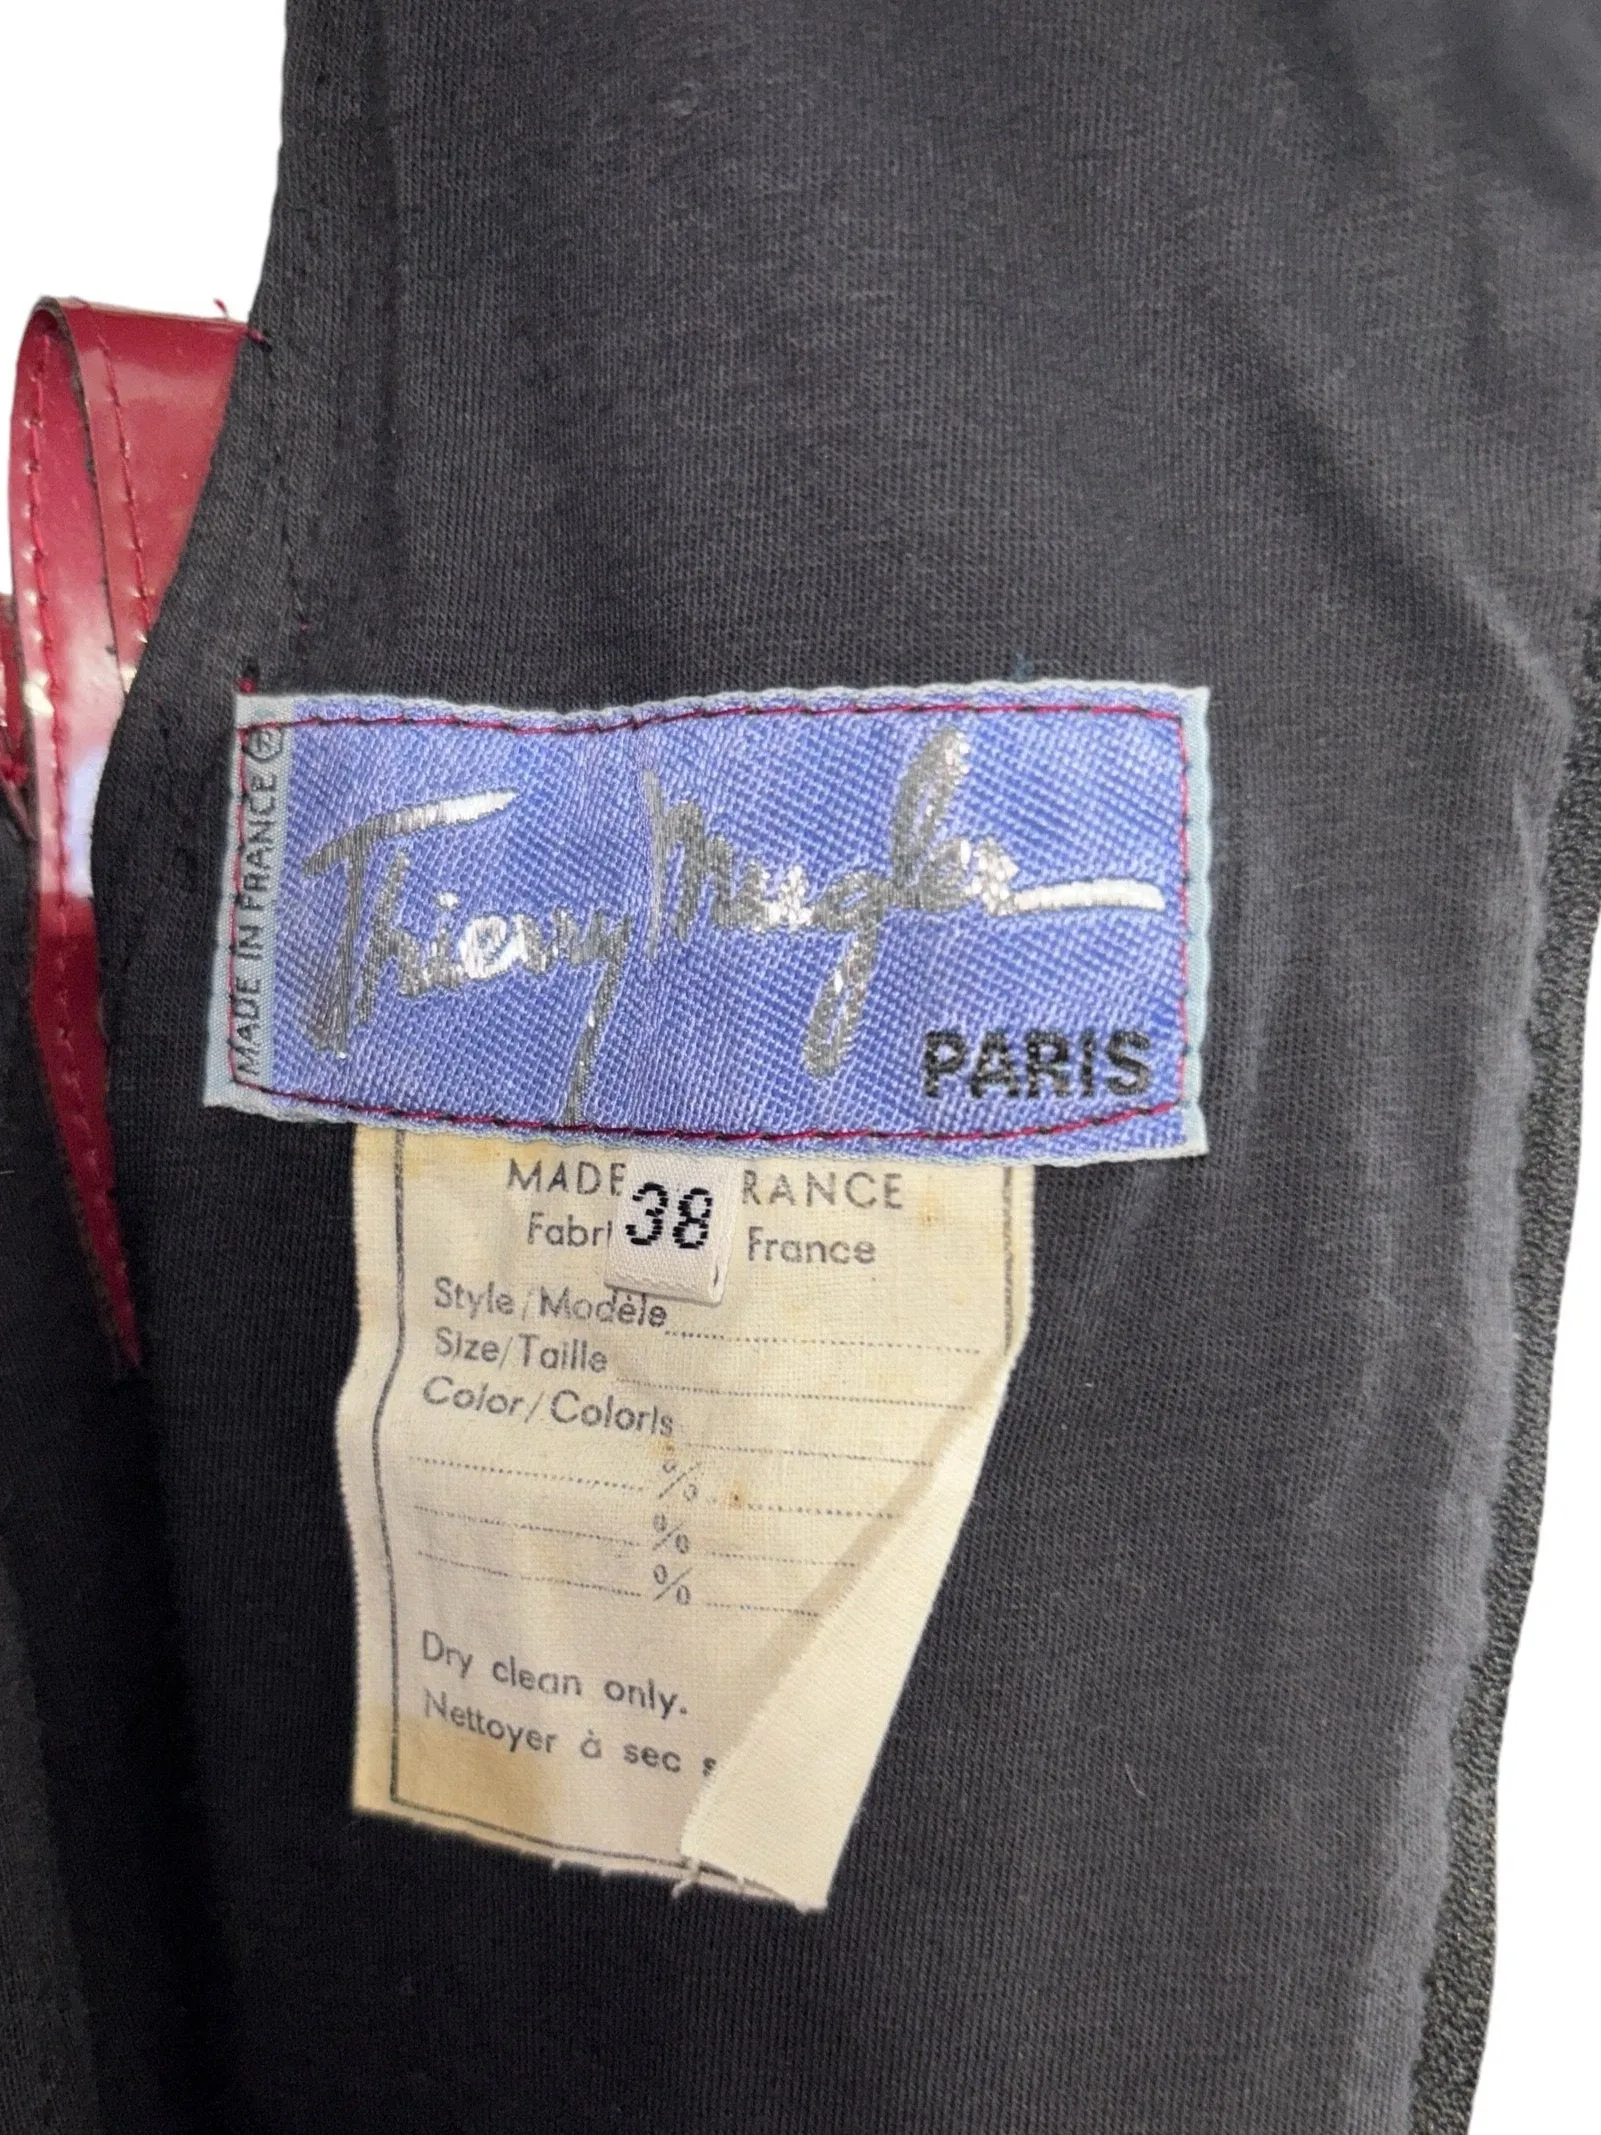 MADE IN FRANCE
Thierry Mugler
PARIS
38
MADE RANCE
Fabri France
Style/Modèle
Size/Taille
Color/Coloris
%
%
%
Dry clean only.
Nettoyer à sec s